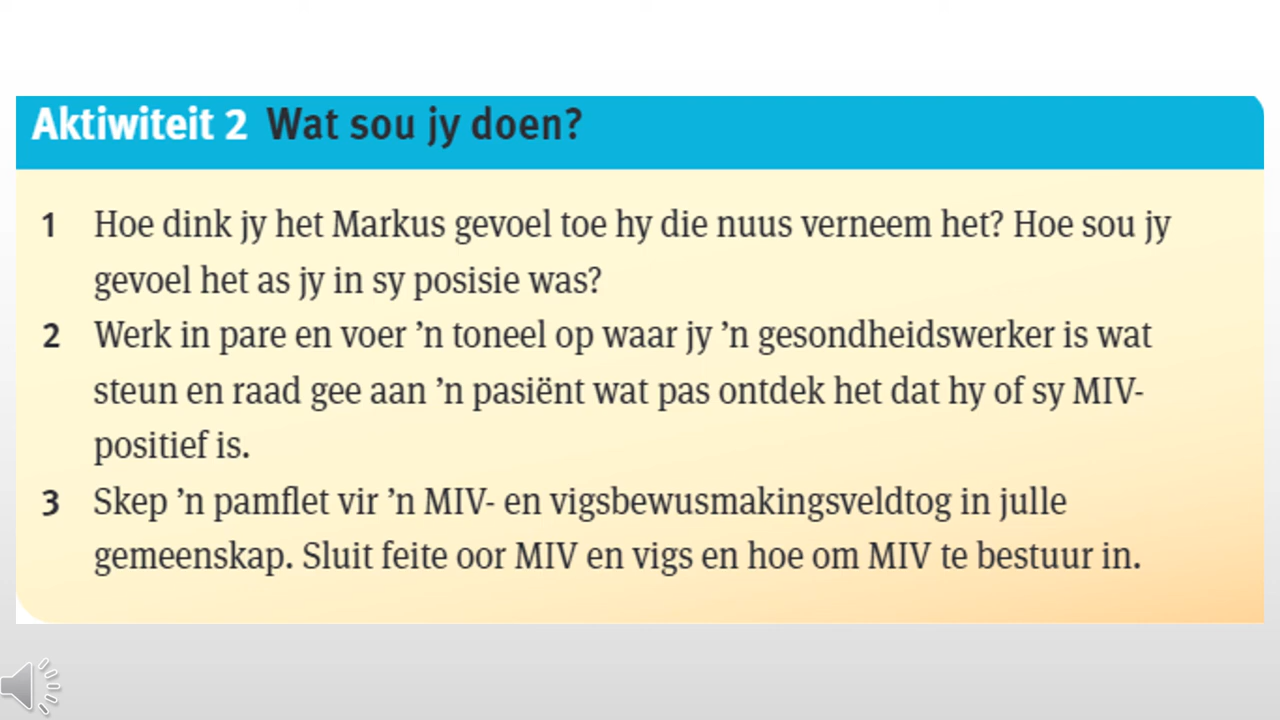 Aktiwiteit 2 Wat sou jy doen?
1 Hoe dink jy het Markus gevoel toe hy die nuus verneem het? Hoe sou jy
gevoel het as jy in sy posisie was?
2 Werk in pare en voer ’n toneel op waar jy ’n gesondheidswerker is wat
steun en raad gee aan ’n pasiënt wat pas ontdek het dat hy of sy MIV-
positief is.
3 Skep ’n pamflet vir ’n MIV- en vigsbewusmakingsveldtog in julle
gemeenskap. Sluit feite oor MIV en vigs en hoe om MIV te bestuur in.